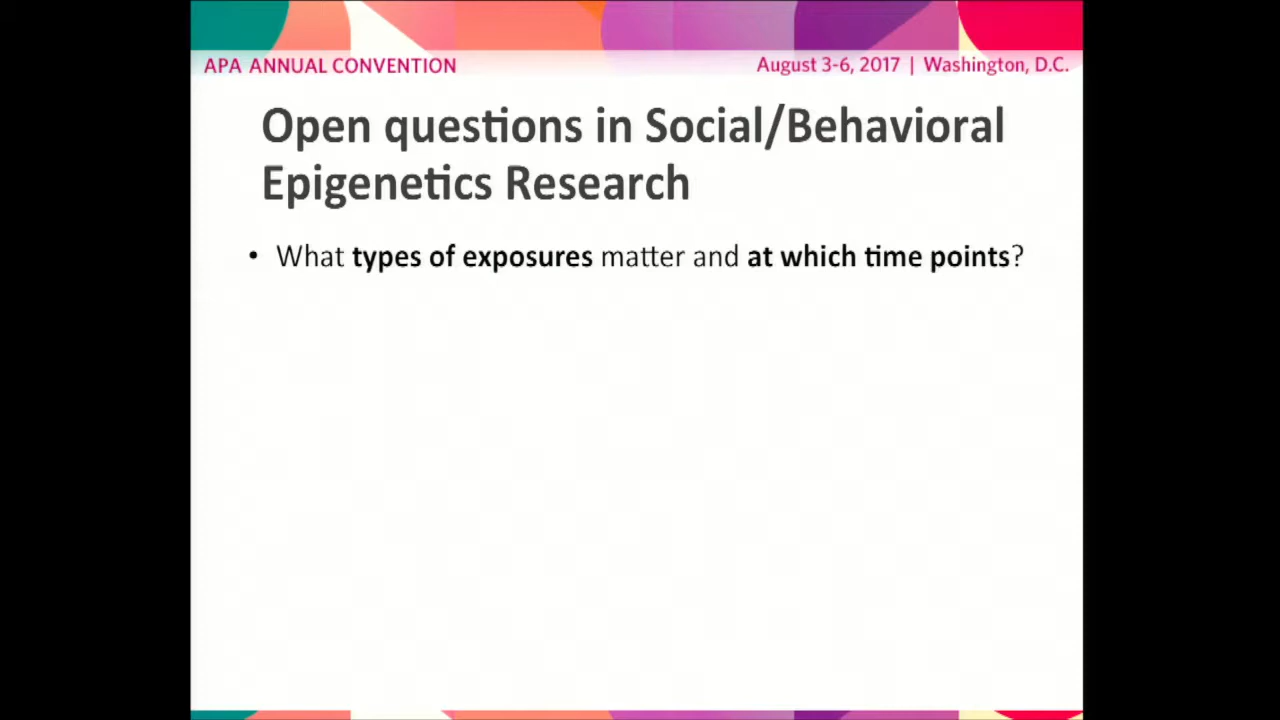 APA ANNUAL CONVENTION
August 3-6, 2017 | Washington, D.C.
Open questions in Social/Behavioral
Epigenetics Research
• What types of exposures matter and at which time points?